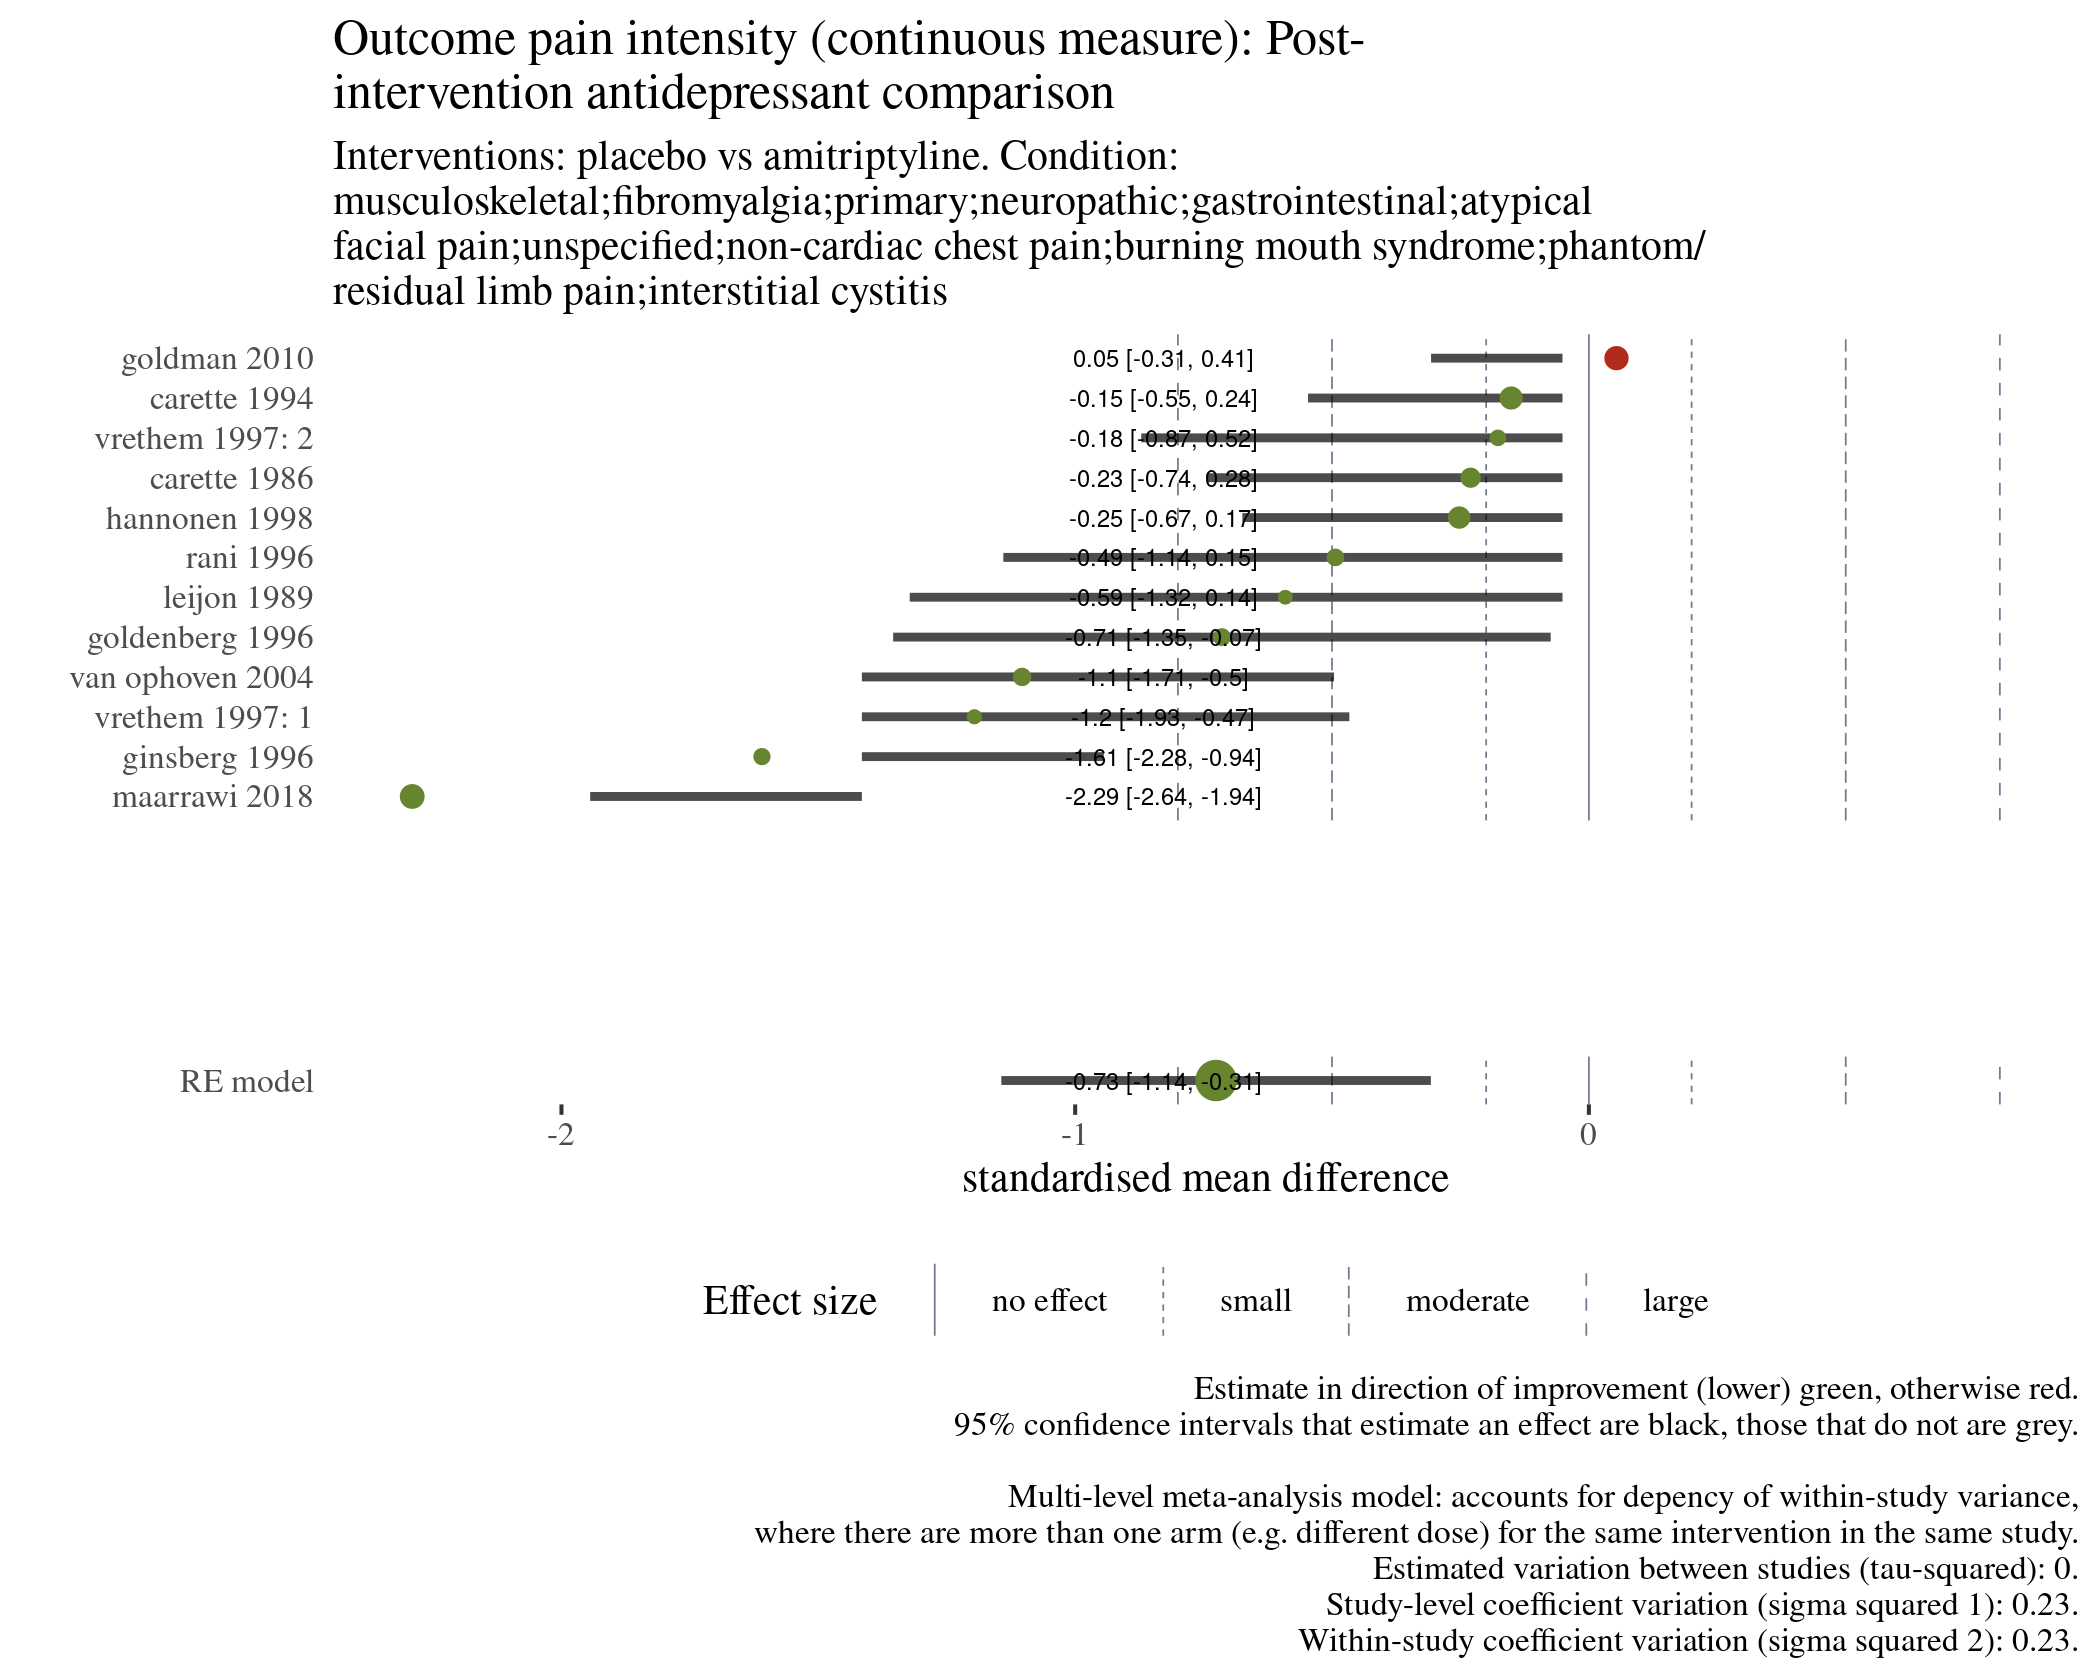 Outcome pain intensity (continuous measure): Post-
intervention antidepressant comparison
Interventions: placebo vs amitriptyline. Condition:
musculoskeletal;fibromyalgia;primary;neuropathic;gastrointestinal;atypical
facial pain;unspecified;non-cardiac chest pain;burning mouth syndrome;phantom/
residual limb pain;interstitial cystitis
goldman 2010 0.05 [-0.31, 0.41]
carette 1994 -0.15 [-0.55, 0.24]
vrethem 1997: 2 -0.18 [-0.87, 0.52]
carette 1986 -0.23 [-0.74, 0.28]
hannonen 1998 -0.25 [-0.67, 0.17]
rani 1996 -0.49 [-1.14, 0.15]
leijon 1989 -0.59 [-1.32, 0.14]
goldenberg 1996 -0.71 [-1.35, -0.07]
van ophoven 2004 -1.1 [-1.71, -0.5]
vrethem 1997: 1 -1.2 [-1.93, -0.47]
ginsberg 1996 -1.61 [-2.28, -0.94]
maarrawi 2018 -2.29 [-2.64, -1.94]
RE model -0.73 [-1.14, -0.31]
-2 -1 0
standardised mean difference
Effect size no effect small moderate large
Estimate in direction of improvement (lower) green, otherwise red.
95% confidence intervals that estimate an effect are black, those that do not are grey.
Multi-level meta-analysis model: accounts for depency of within-study variance,
where there are more than one arm (e.g. different dose) for the same intervention in the same study.
Estimated variation between studies (tau-squared): 0.
Study-level coefficient variation (sigma squared 1): 0.23.
Within-study coefficient variation (sigma squared 2): 0.23.